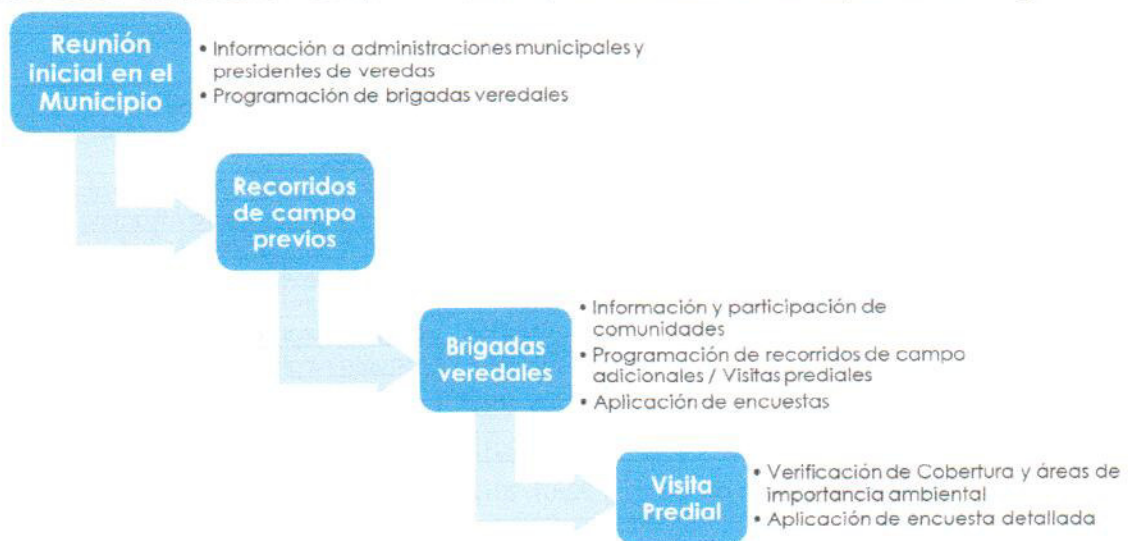 Reunión
inicial en el
Municipio
• Información a administraciones municipales y
presidentes de veredas
• Programación de brigadas veredales
Recorridos
de campo
previos
Brigadas
veredales
• Información y participación de
comunidades
• Programación de recorridos de campo
adicionales / Visitas prediales
• Aplicación de encuestas
Visita
Predial
• Verificación de Cobertura y áreas de
importancia ambiental
• Aplicación de encuesta detallada